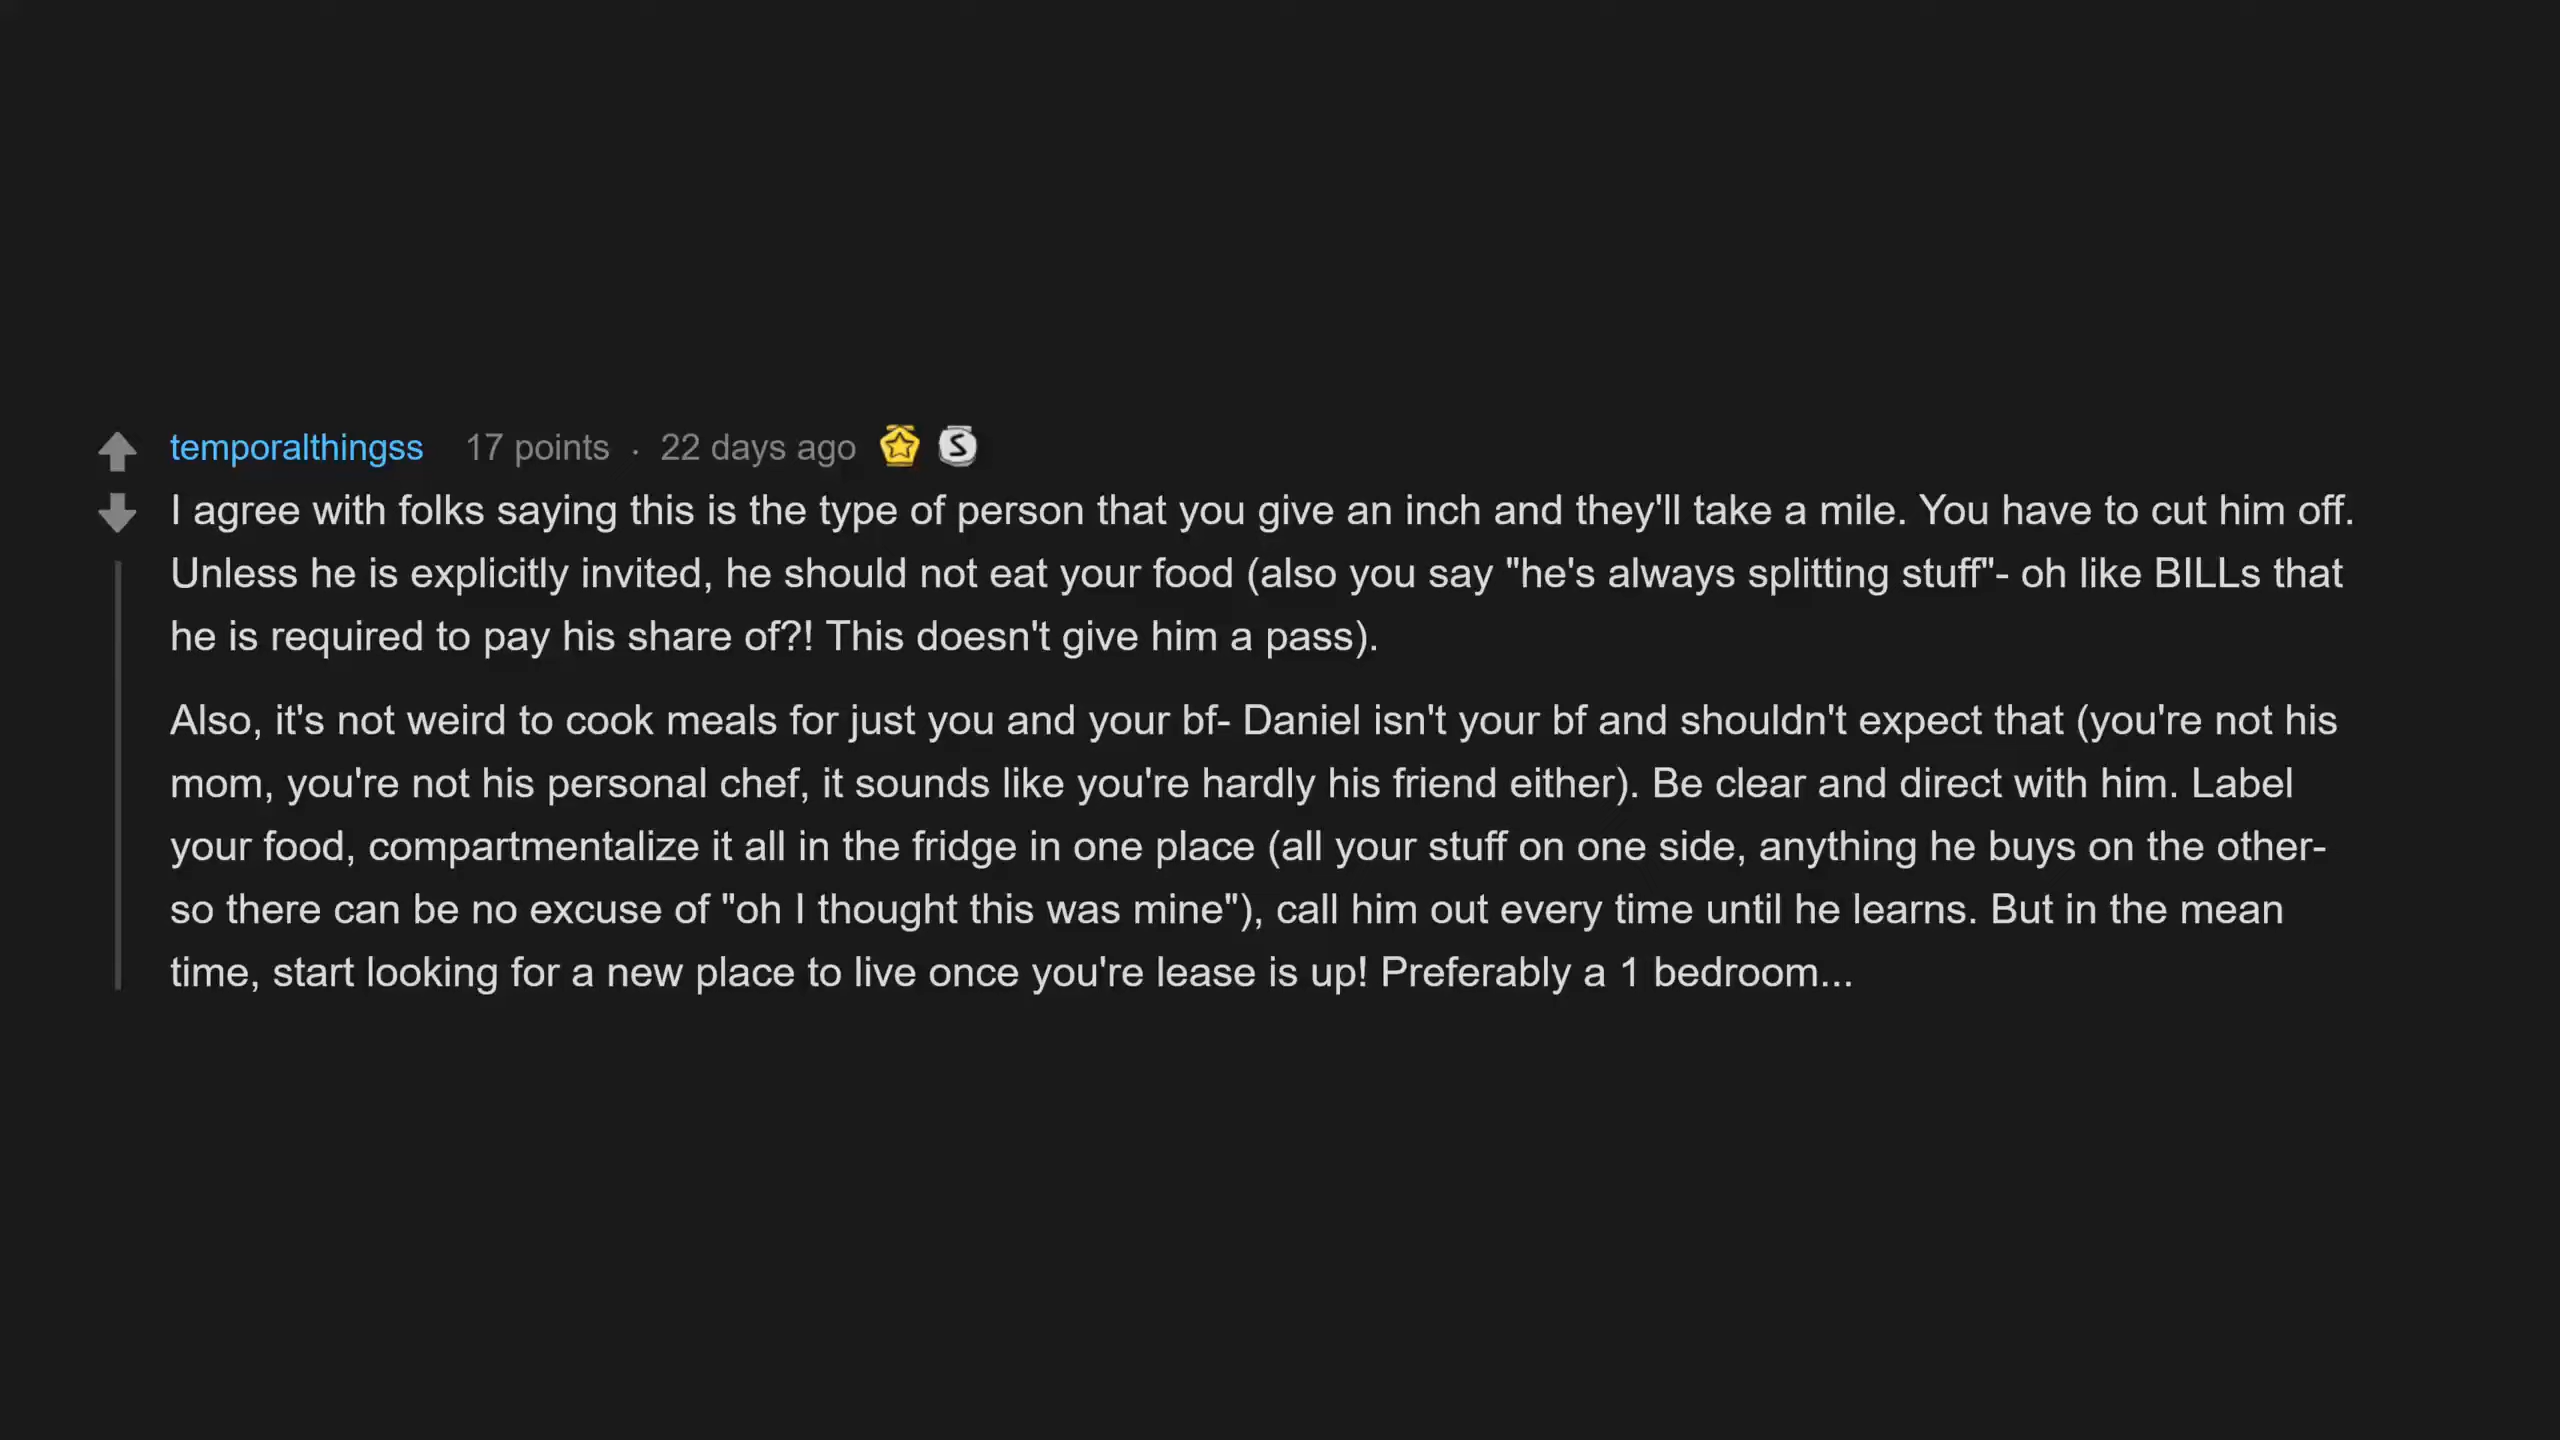 temporalthingss 17 points · 22 days ago
I agree with folks saying this is the type of person that you give an inch and they'll take a mile. You have to cut him off.
Unless he is explicitly invited, he should not eat your food (also you say "he's always splitting stuff"- oh like BILLs that
he is required to pay his share of?! This doesn't give him a pass).
Also, it's not weird to cook meals for just you and your bf- Daniel isn't your bf and shouldn't expect that (you're not his
mom, you're not his personal chef, it sounds like you're hardly his friend either). Be clear and direct with him. Label
your food, compartmentalize it all in the fridge in one place (all your stuff on one side, anything he buys on the other-
so there can be no excuse of "oh I thought this was mine"), call him out every time until he learns. But in the mean
time, start looking for a new place to live once you're lease is up! Preferably a 1 bedroom...